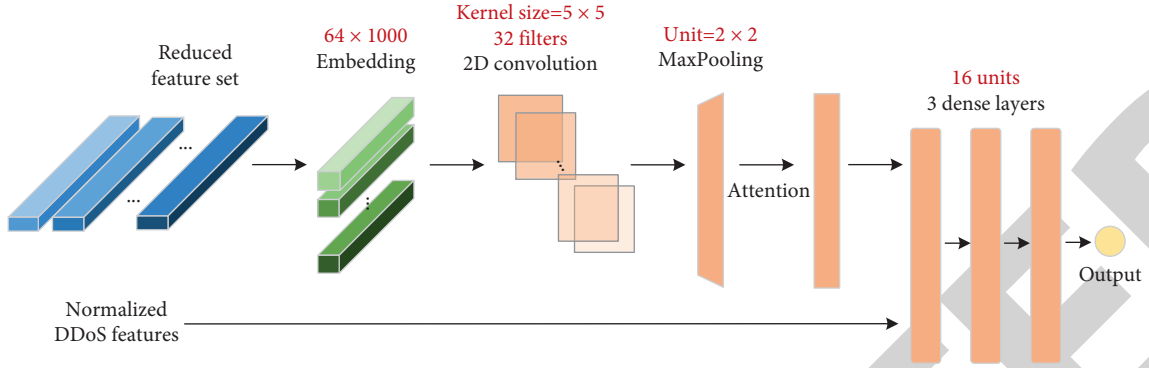 Reduced
feature set
...
...
64 × 1000
Embedding
...
Kernel size=5 × 5
32 filters
2D convolution
...
Unit=2 × 2
MaxPooling
Attention
16 units
3 dense layers
Output
Normalized
DDoS features